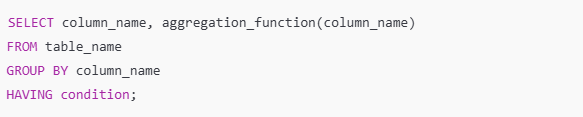 SELECT column_name, aggregation_function(column_name)
FROM table_name
GROUP BY column_name
HAVING condition;